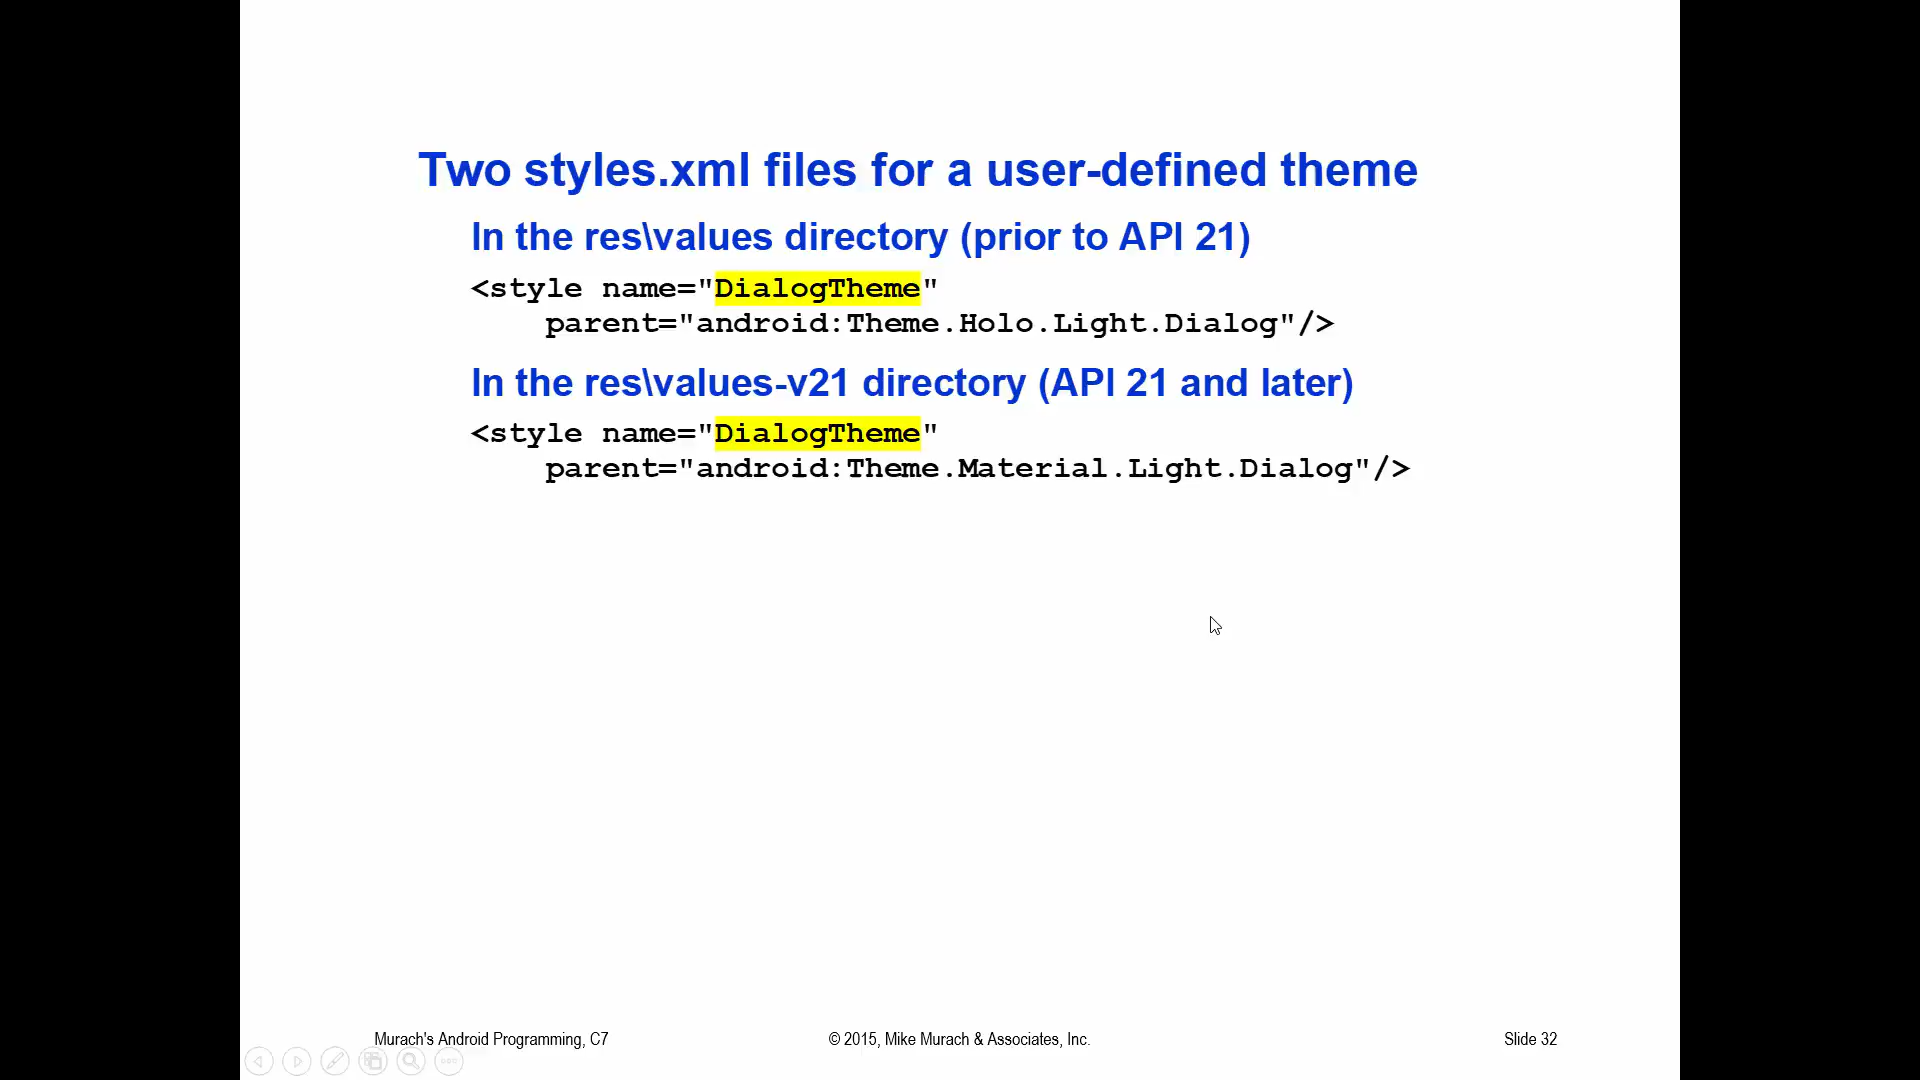 Two styles.xml files for a user-defined theme
In the res\values directory (prior to API 21)
<style name="DialogTheme"
parent="android:Theme.Holo.Light.Dialog"/>
In the res\values-v21 directory (API 21 and later)
<style name="DialogTheme"
parent="android:Theme.Material.Light.Dialog"/>
Murach's Android Programming, C7
© 2015, Mike Murach & Associates, Inc.
Slide 32